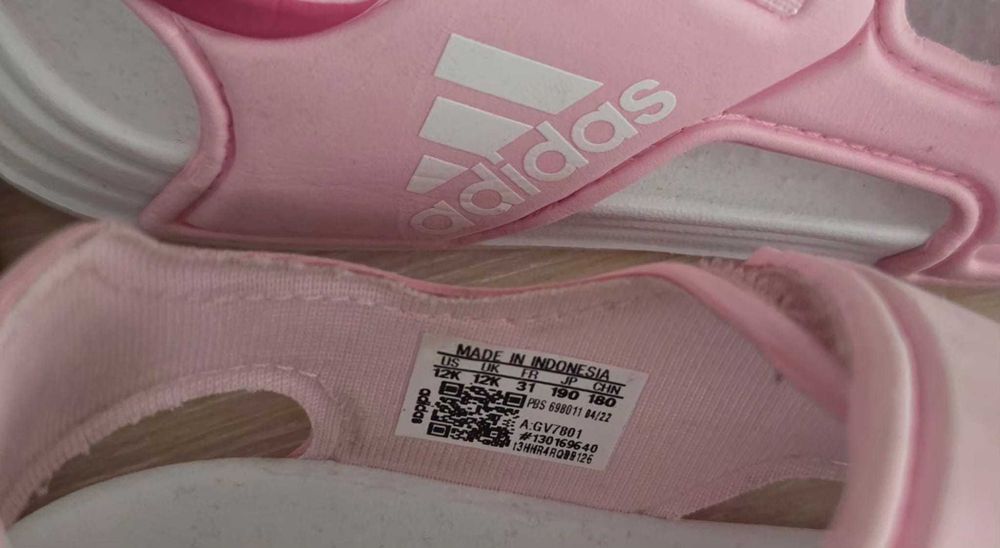 adidas
MADE IN INDONESIA
US UK FR JP CHN
12K 12K 31 190 180
adidas
PBS 698011 04/22
A:GV7801
#130169640